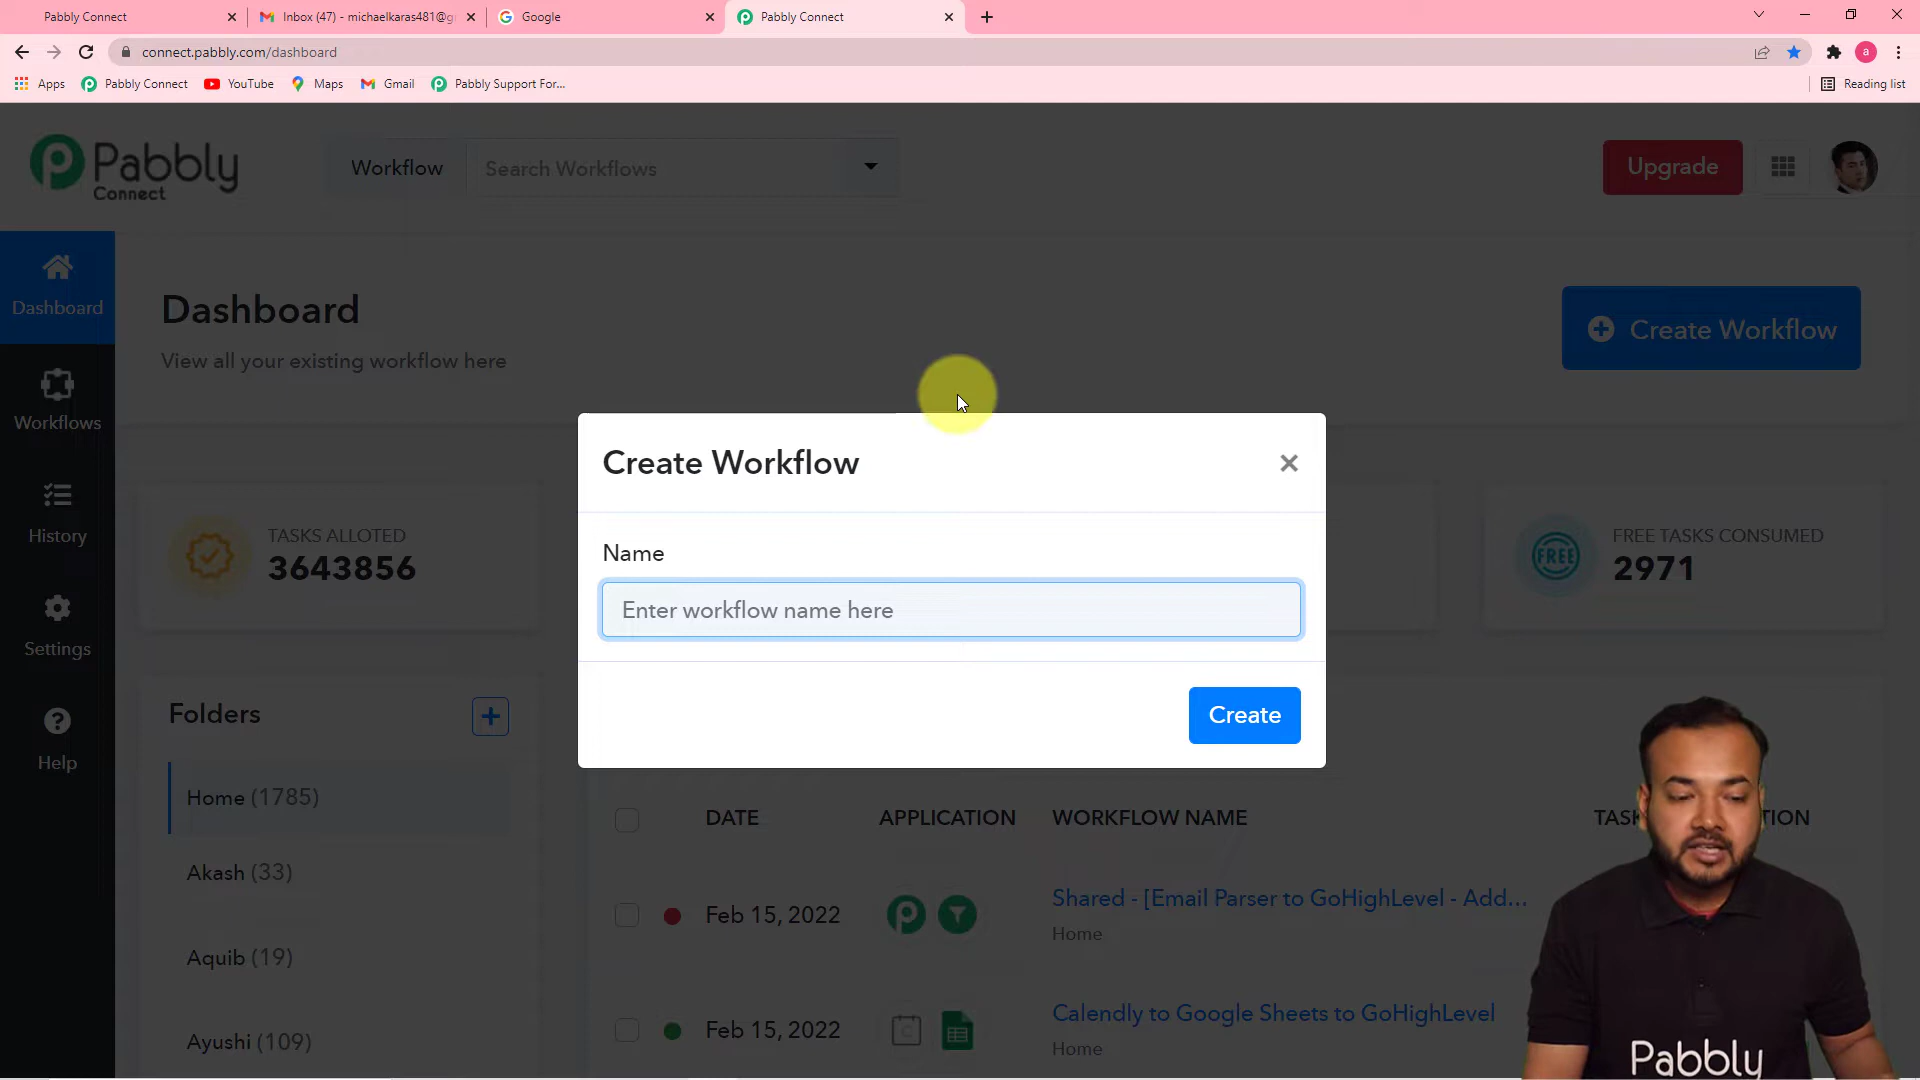 Pabbly Connect
Inbox (47) - michaelkaras481@g
Google
Pabbly Connect
connect.pabbly.com/dashboard
a
Apps
Pabbly Connect
YouTube
Maps
Gmail
Pabbly Support For...
Reading list
Pabbly
Connect
Workflow
Search Workflows
Upgrade
Dashboard
Dashboard
View all your existing workflow here
Create Workflow
Workflows
Create Workflow
Name
Enter workflow name here
Create
TASKS ALLOTED
3643856
FREE
FREE TASKS CONSUMED
2971
History
Settings
Help
Folders
Home (1785)
Akash (33)
Aquib (19)
Ayushi (109)
DATE
APPLICATION
WORKFLOW NAME
Feb 15, 2022
Shared - [Email Parser to GoHighLevel - Add...
Home
Feb 15, 2022
Calendly to Google Sheets to GoHighLevel
Home
Pabbly